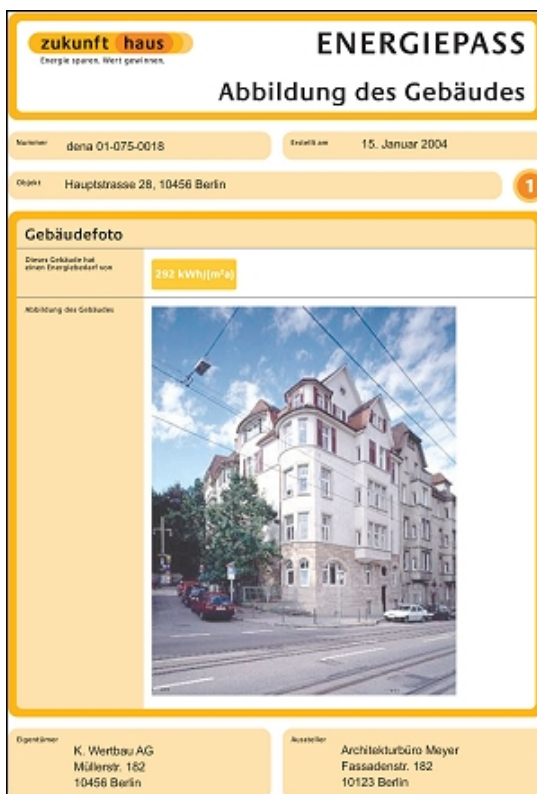 zukunft haus
Energie sparen. Wert gewinnen.
ENERGIEPASS
Abbildung des Gebäudes
Nummer dena 01-075-0018
Erstellt am 15. Januar 2004
Objekt Hauptstrasse 28, 10456 Berlin
1
Gebäudefoto
Dieses Gebäude hat
einen Energiebedarf von
292 kWh/(m²a)
Abbildung des Gebäudes
Eigentümer
K. Wertbau AG
Müllerstr. 182
10456 Berlin
Aussteller
Architekturbüro Meyer
Fassadenstr. 182
10123 Berlin